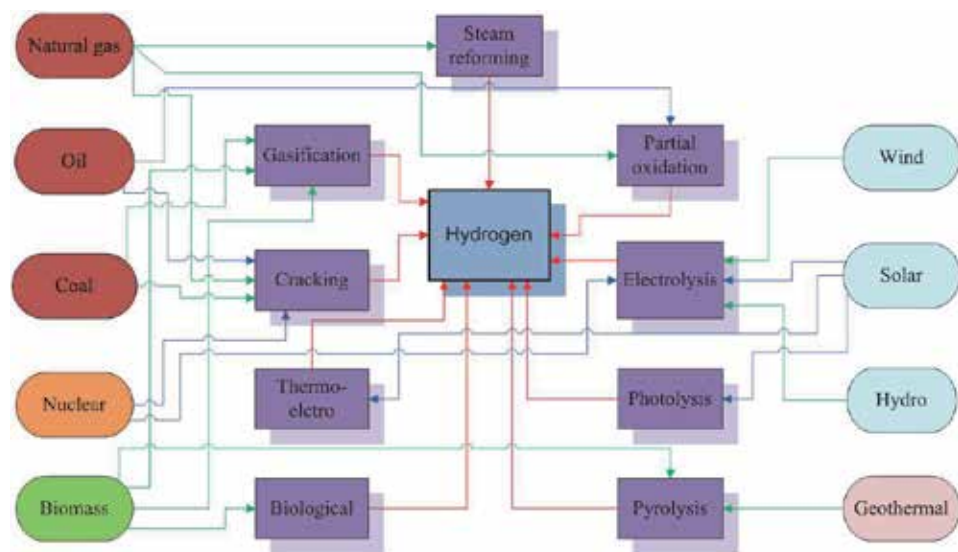 Natural gas
Steam
reforming
Oil
Gasification
Partial
oxidation
Wind
Hydrogen
Coal
Cracking
Electrolysis
Solar
Nuclear
Thermo-
eletro
Photolysis
Hydro
Biomass
Biological
Pyrolysis
Geothermal